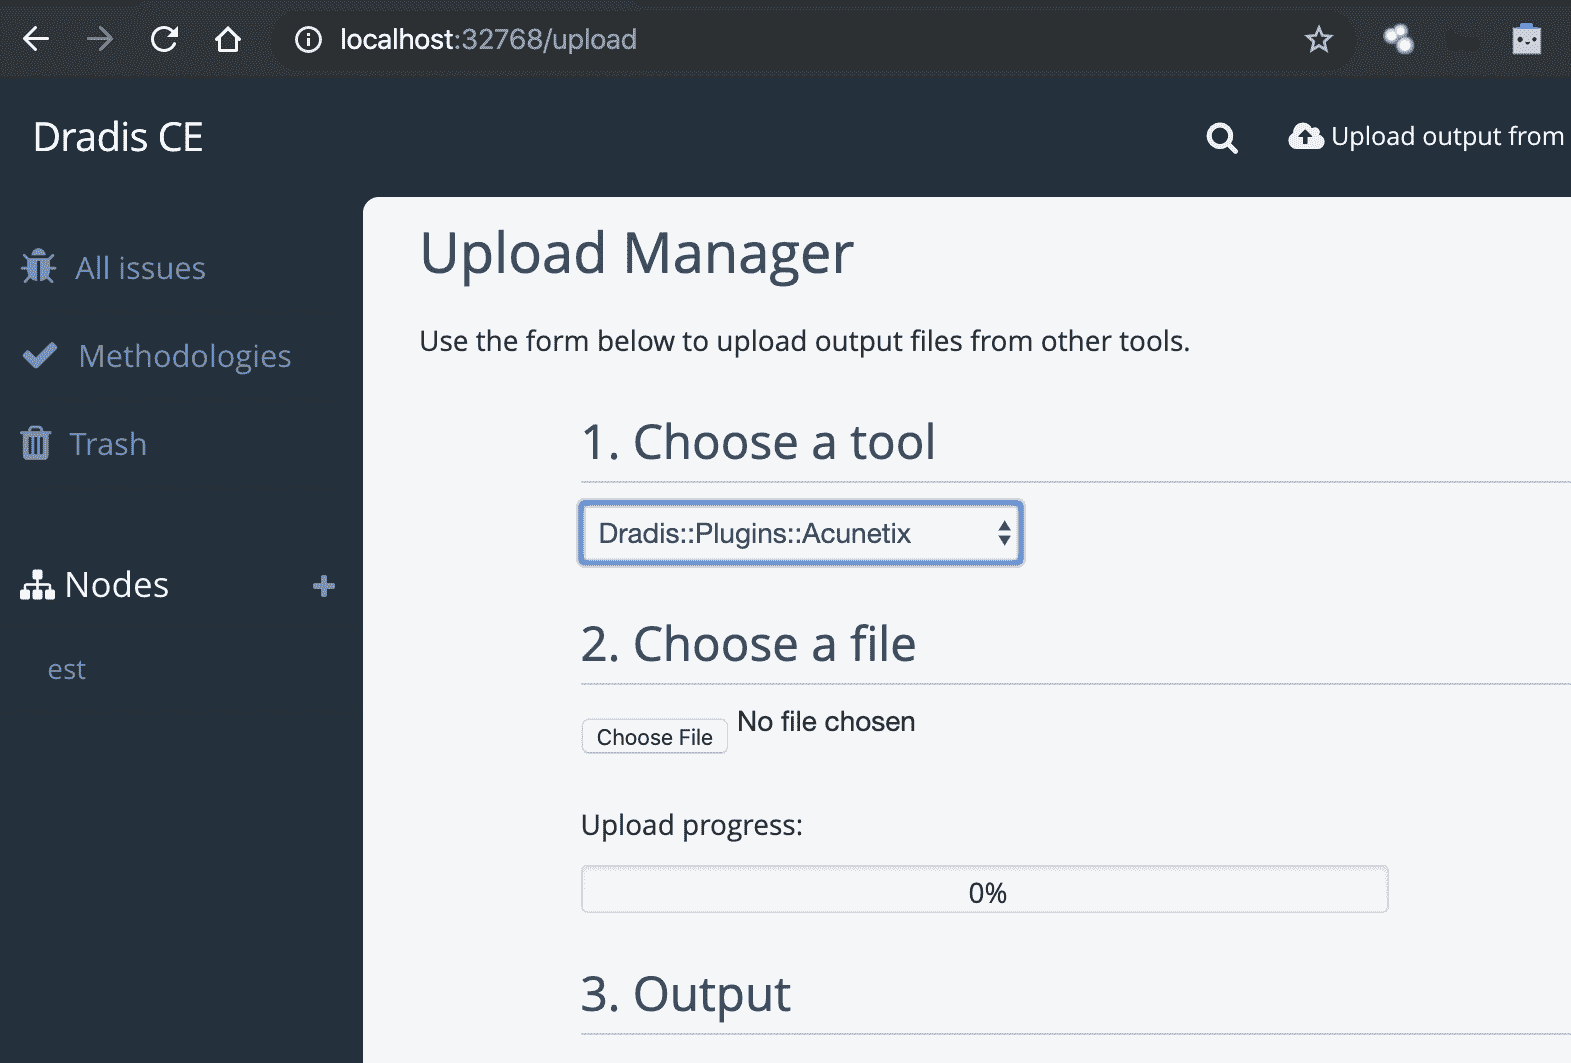 localhost:32768/upload
Dradis CE
Upload output from
All issues
Methodologies
Trash
Nodes
est
Upload Manager
Use the form below to upload output files from other tools.
1. Choose a tool
Dradis::Plugins::Acunetix
2. Choose a file
Choose File No file chosen
Upload progress:
0%
3. Output